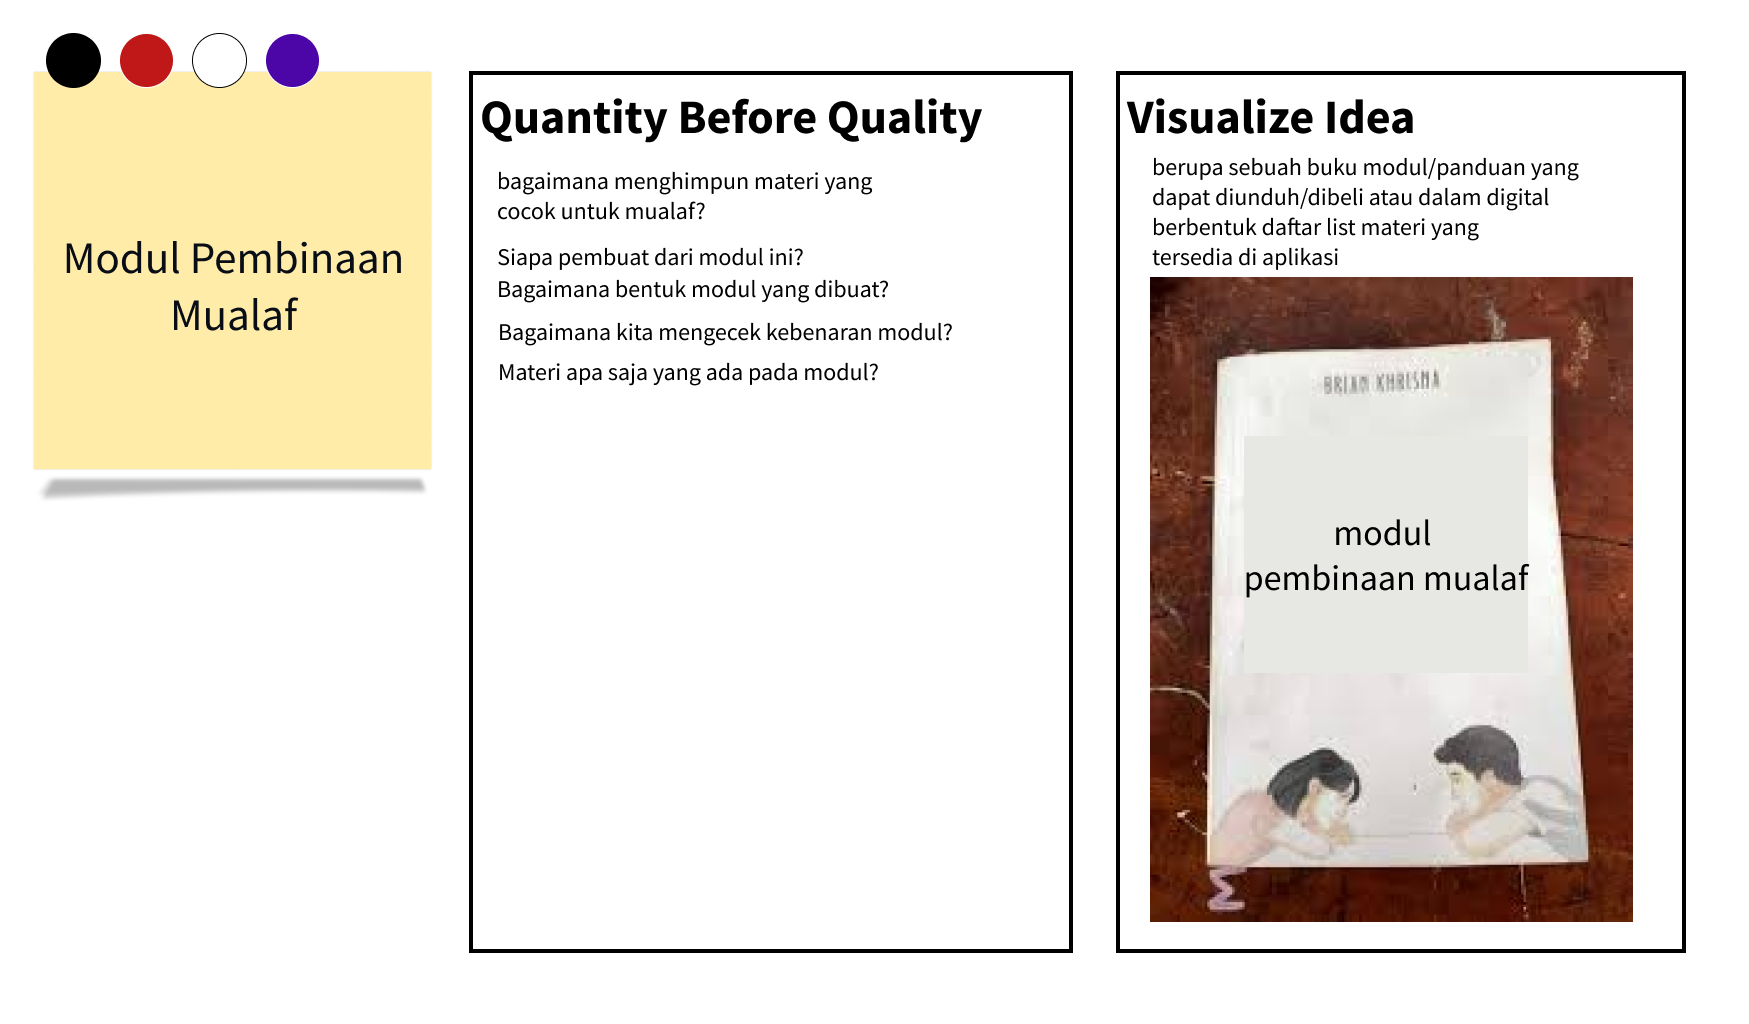 Modul Pembinaan
Mualaf
Quantity Before Quality
bagaimana menghimpun materi yang
cocok untuk mualaf?
Siapa pembuat dari modul ini?
Bagaimana bentuk modul yang dibuat?
Bagaimana kita mengecek kebenaran modul?
Materi apa saja yang ada pada modul?
Visualize Idea
berupa sebuah buku modul/panduan yang
dapat diunduh/dibeli atau dalam digital
berbentuk daftar list materi yang
tersedia di aplikasi
BRIAN KHRISNA
modul
pembinaan mualaf